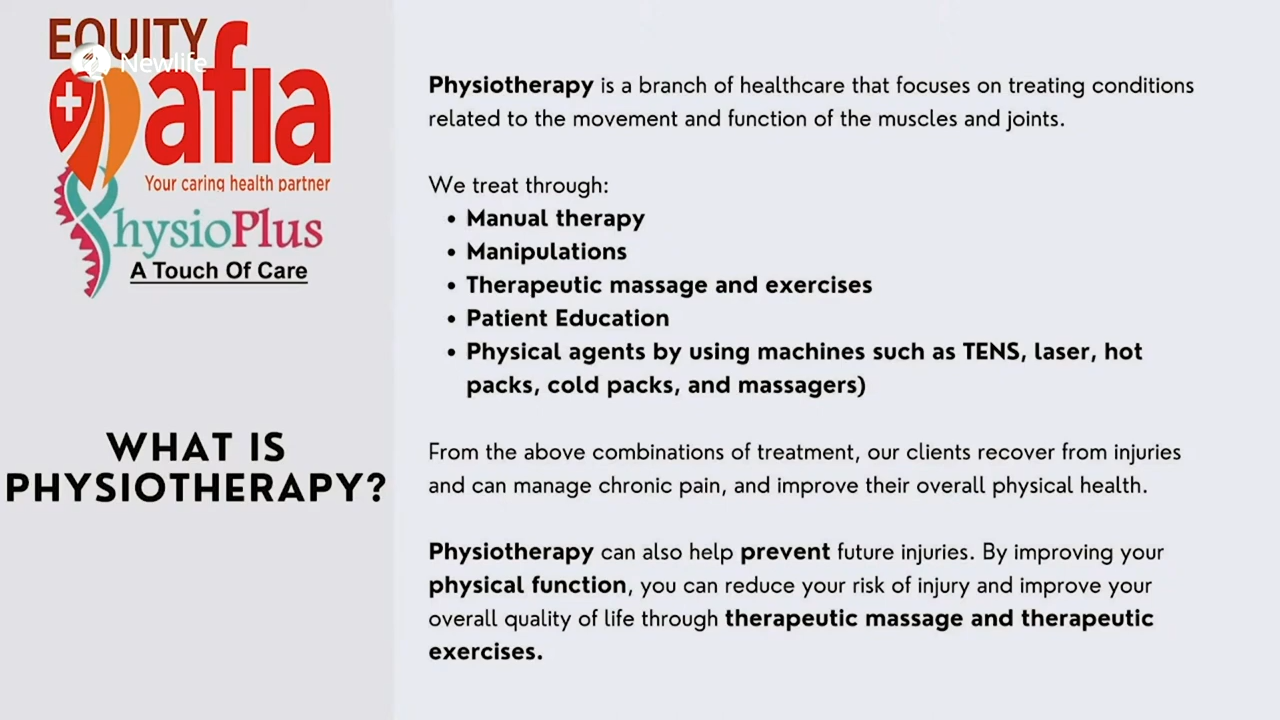 EQUITY
Newlife
afia
Your caring health partner
PhysioPlus
A Touch Of Care
WHAT IS
PHYSIOTHERAPY?
Physiotherapy is a branch of healthcare that focuses on treating conditions
related to the movement and function of the muscles and joints.
We treat through:
• Manual therapy
• Manipulations
• Therapeutic massage and exercises
• Patient Education
• Physical agents by using machines such as TENS, laser, hot
packs, cold packs, and massagers)
From the above combinations of treatment, our clients recover from injuries
and can manage chronic pain, and improve their overall physical health.
Physiotherapy can also help prevent future injuries. By improving your
physical function, you can reduce your risk of injury and improve your
overall quality of life through therapeutic massage and therapeutic
exercises.